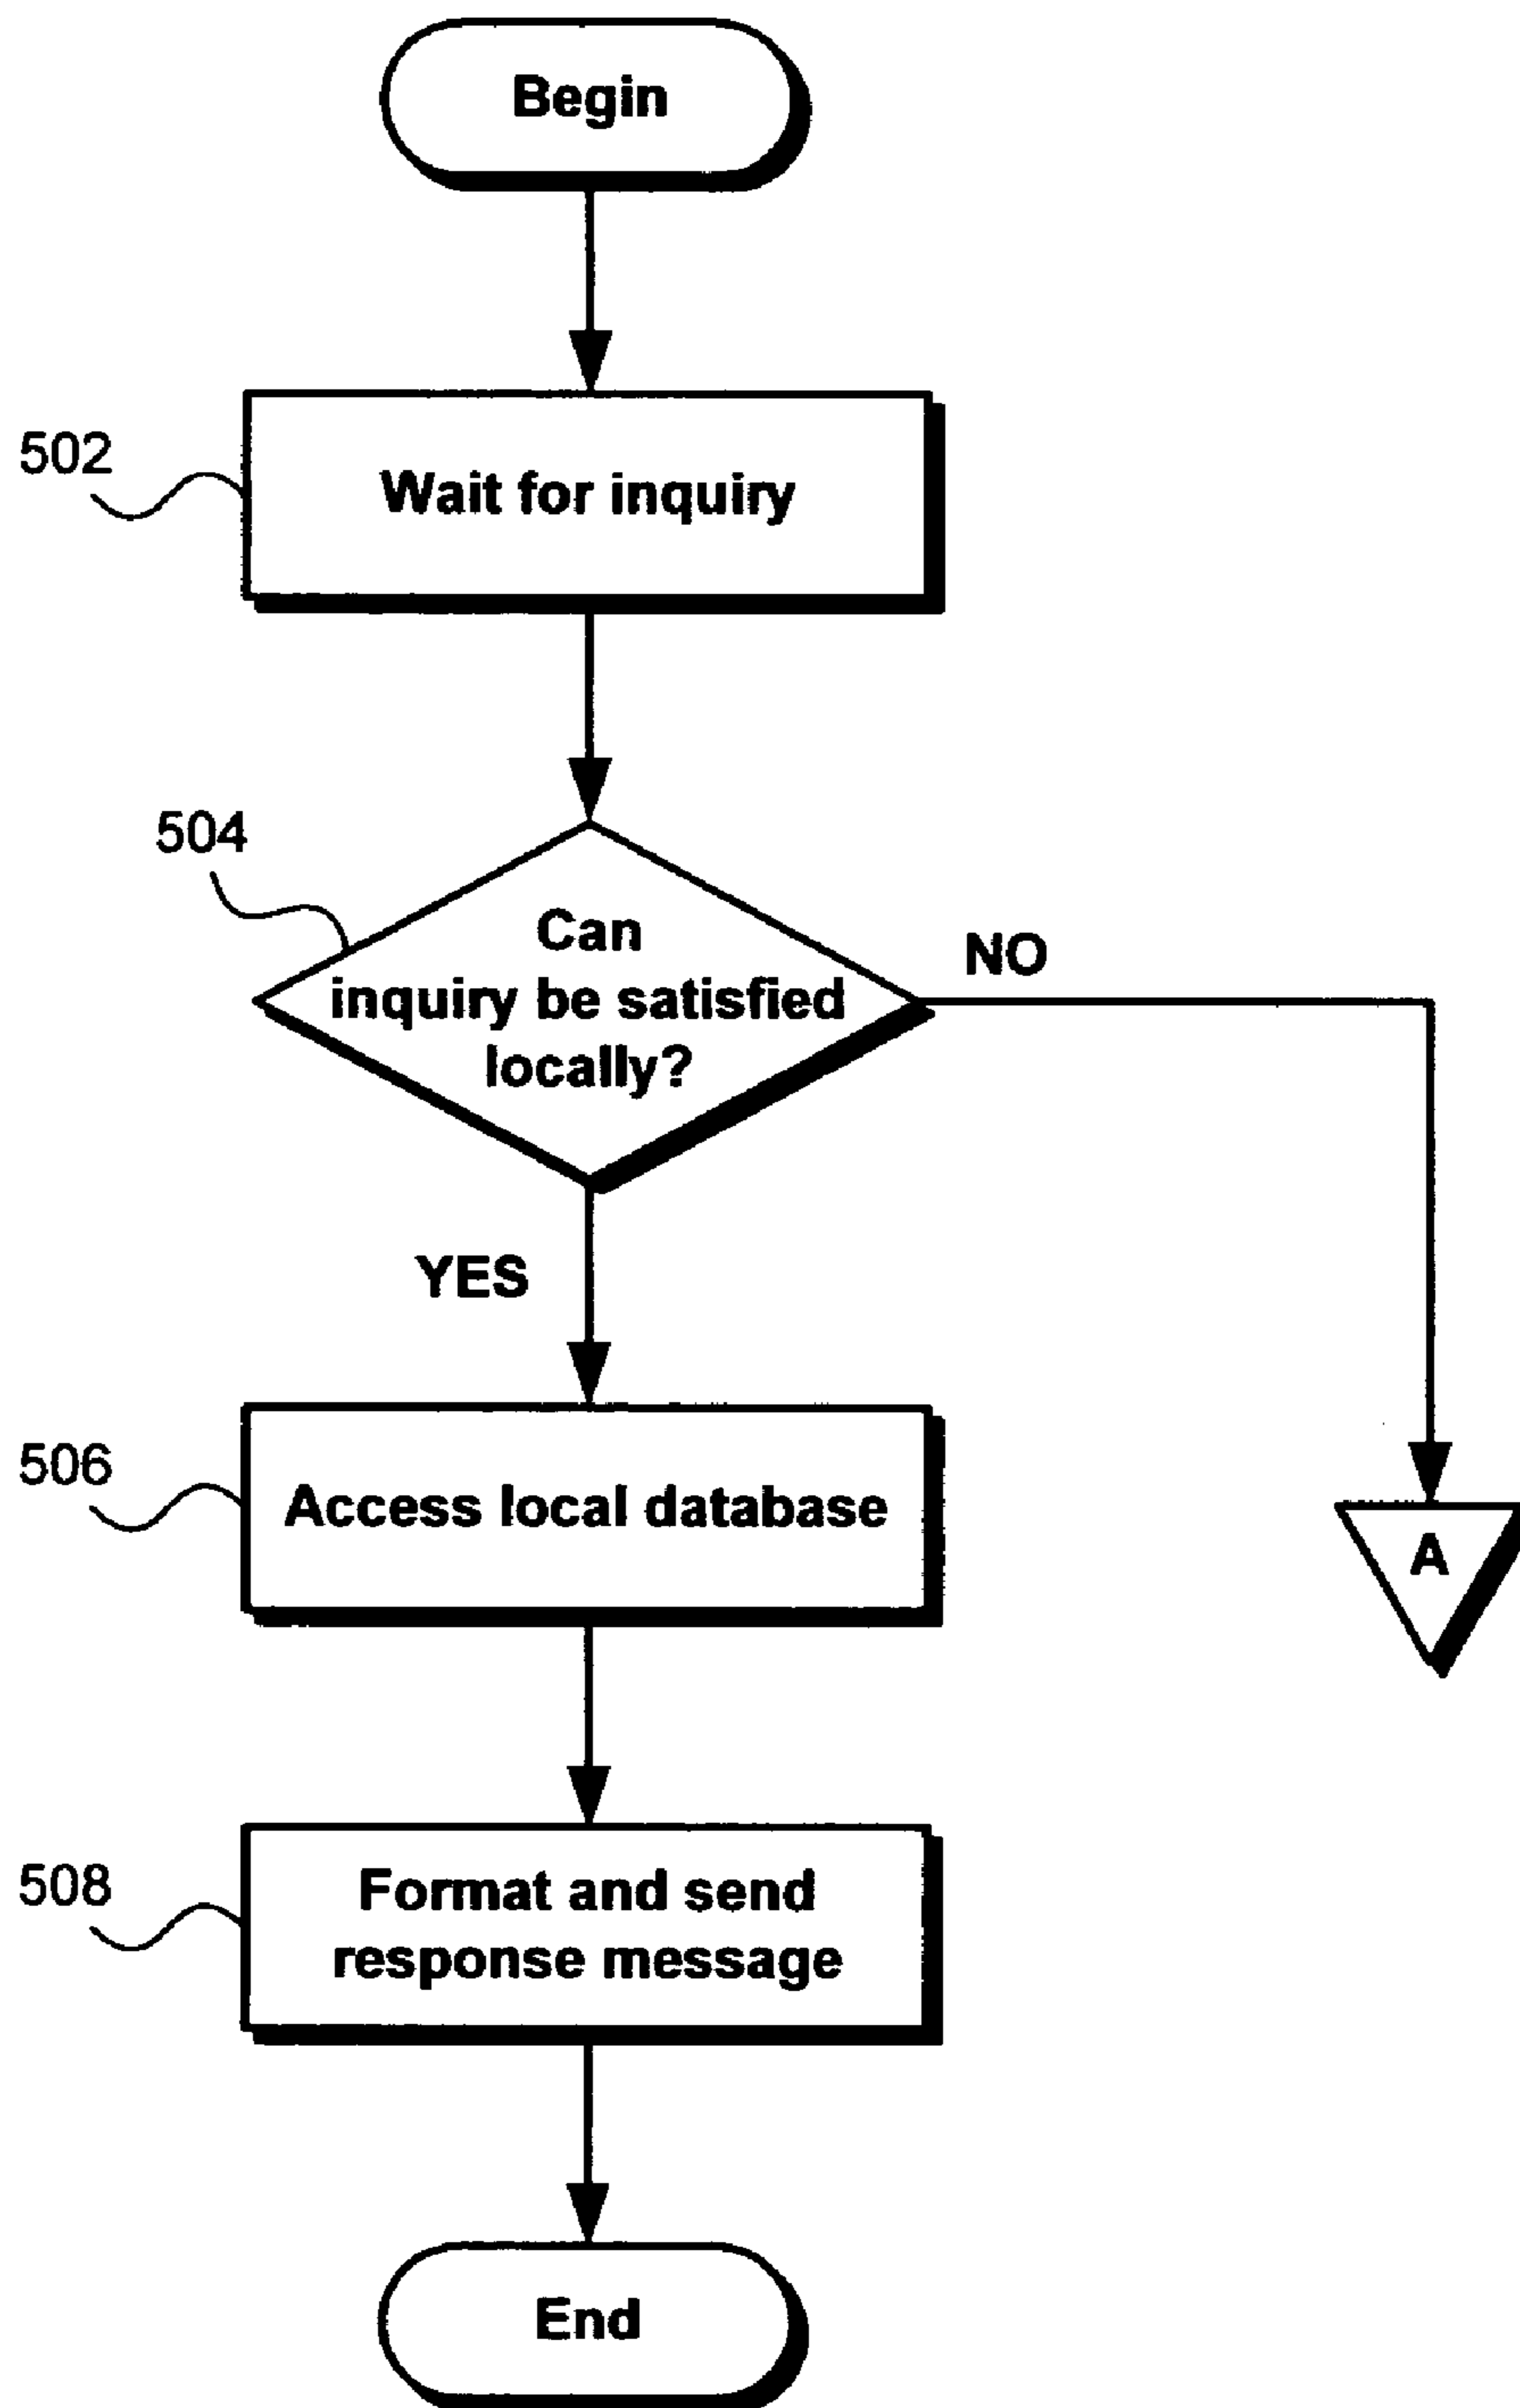 Begin
502
Wait for inquiry
504
Can
inquiry be satisfied
locally?
NO
YES
506
Access local database
A
508
Format and send
response message
End